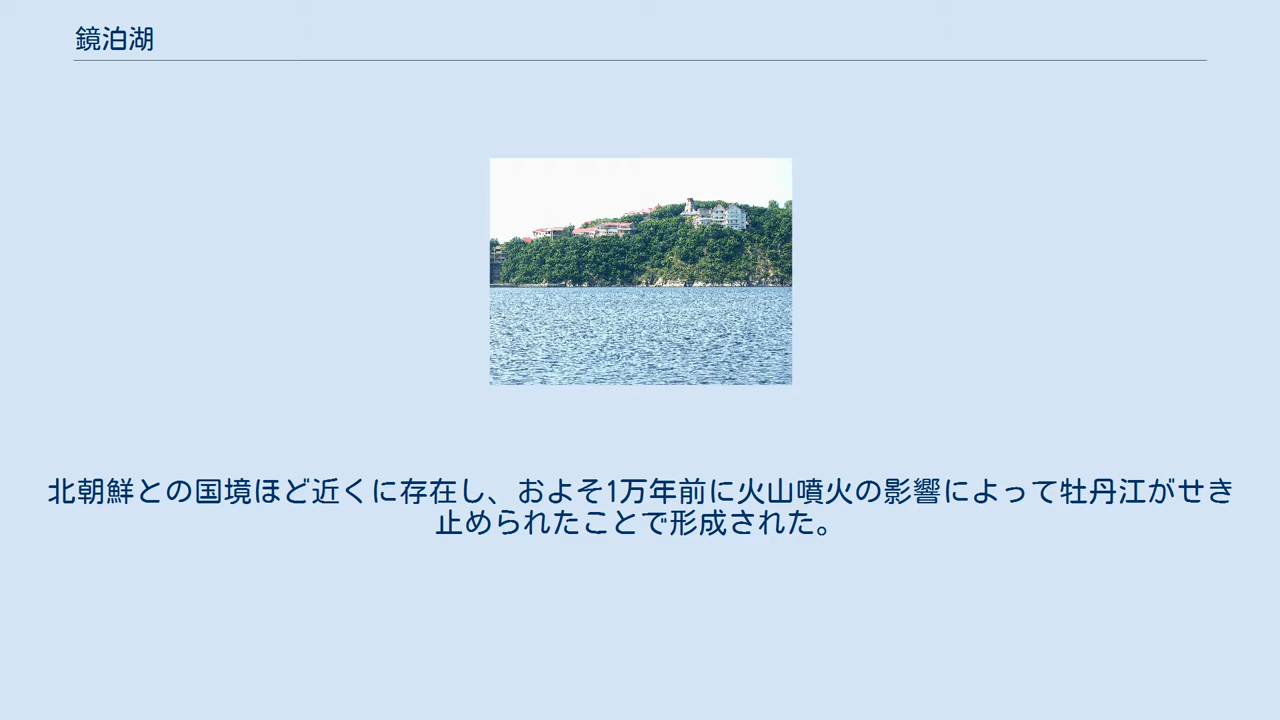 鏡泊湖
北朝鮮との国境ほど近くに存在し、およそ1万年前に火山噴火の影響によって牡丹江がせき
止められたことで形成された。